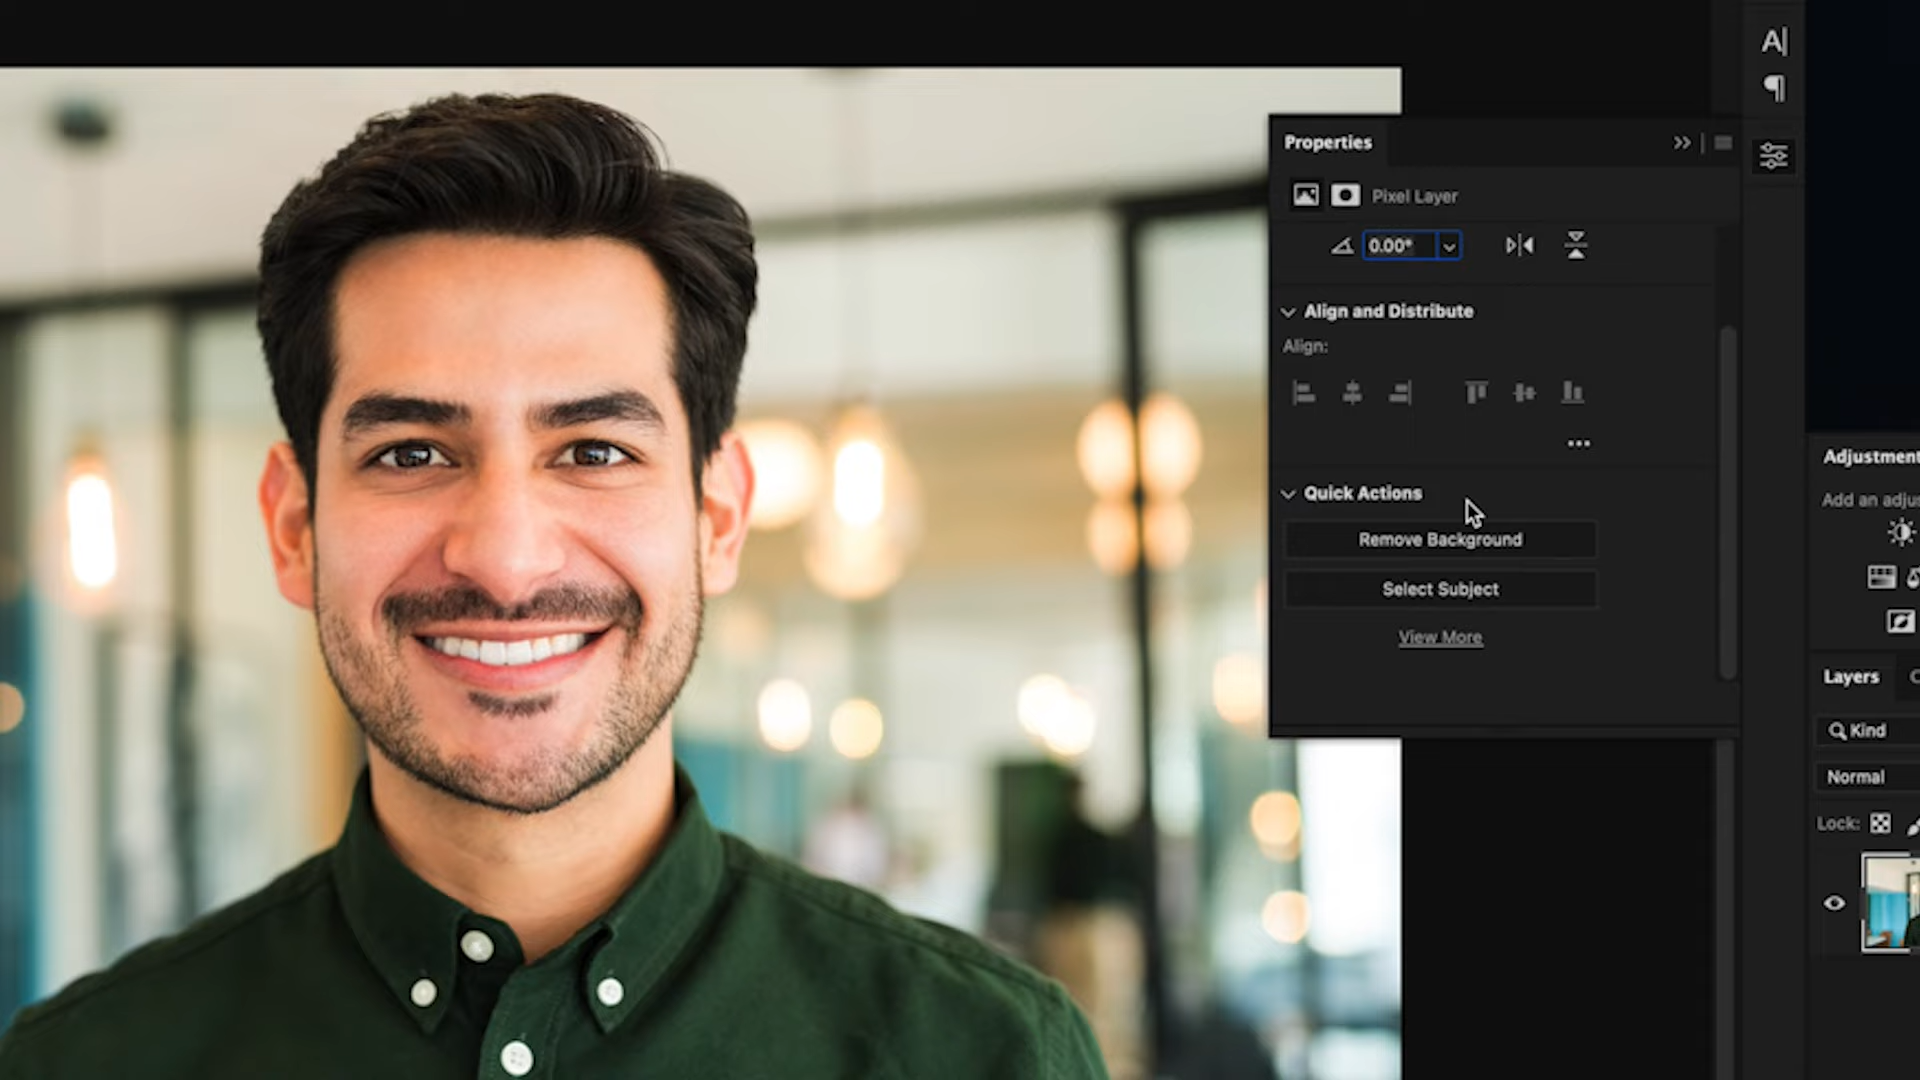 Properties
Pixel Layer
0.00°
Align and Distribute
Align:
Quick Actions
Remove Background
Select Subject
View More
A|
¶
Adjustment
Add an adjus
Layers
Kind
Normal
Lock: